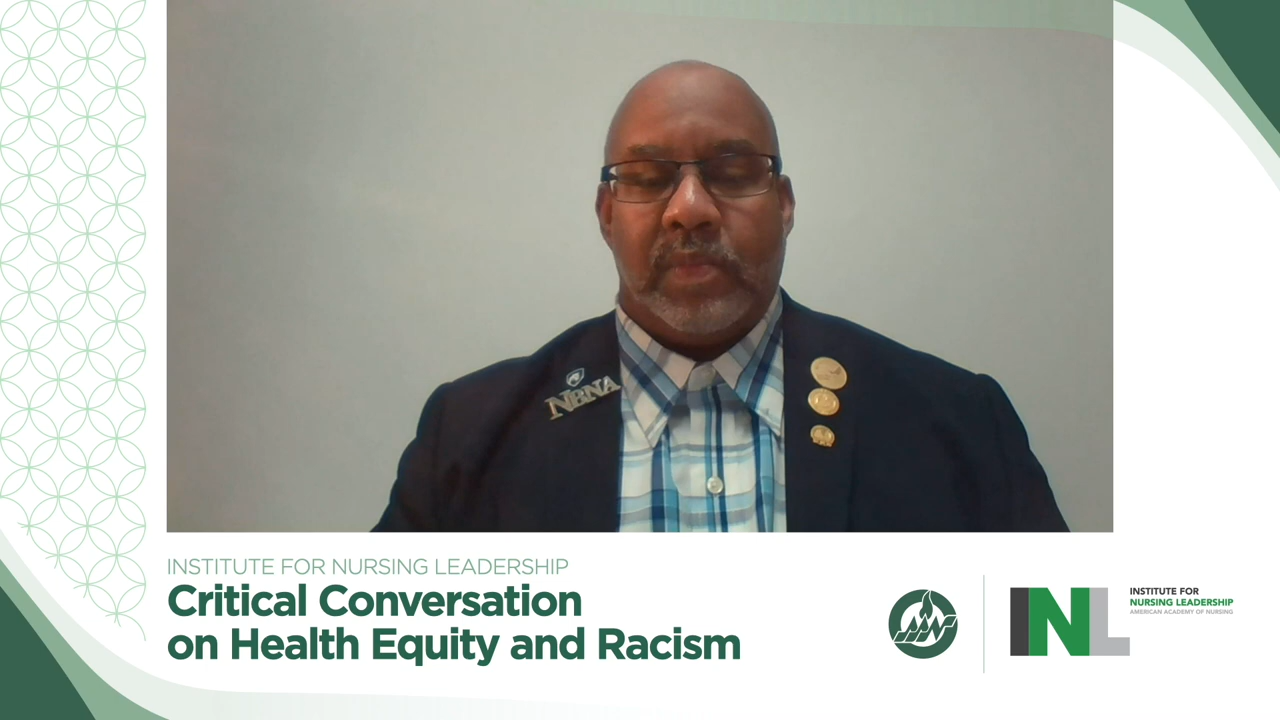 NBNA
INSTITUTE FOR NURSING LEADERSHIP
Critical Conversation
on Health Equity and Racism
INL
INSTITUTE FOR
NURSING LEADERSHIP
AMERICAN ACADEMY OF NURSING